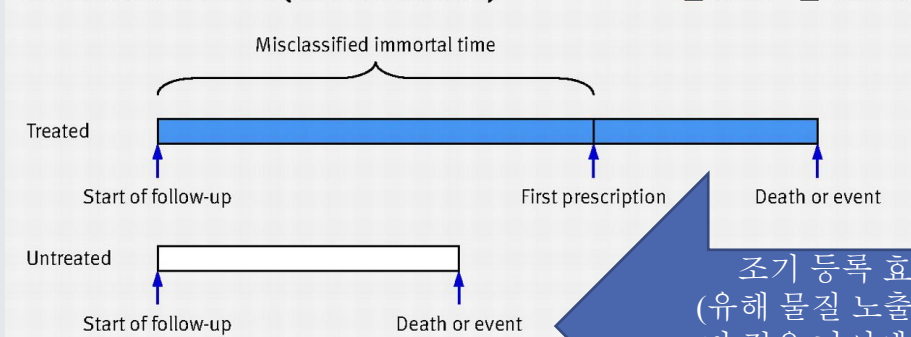 Misclassified immortal time
Treated
Start of follow-up
First prescription
Death or event
Untreated
Start of follow-up
Death or event
조기 등록 효
(유해 물질 노출